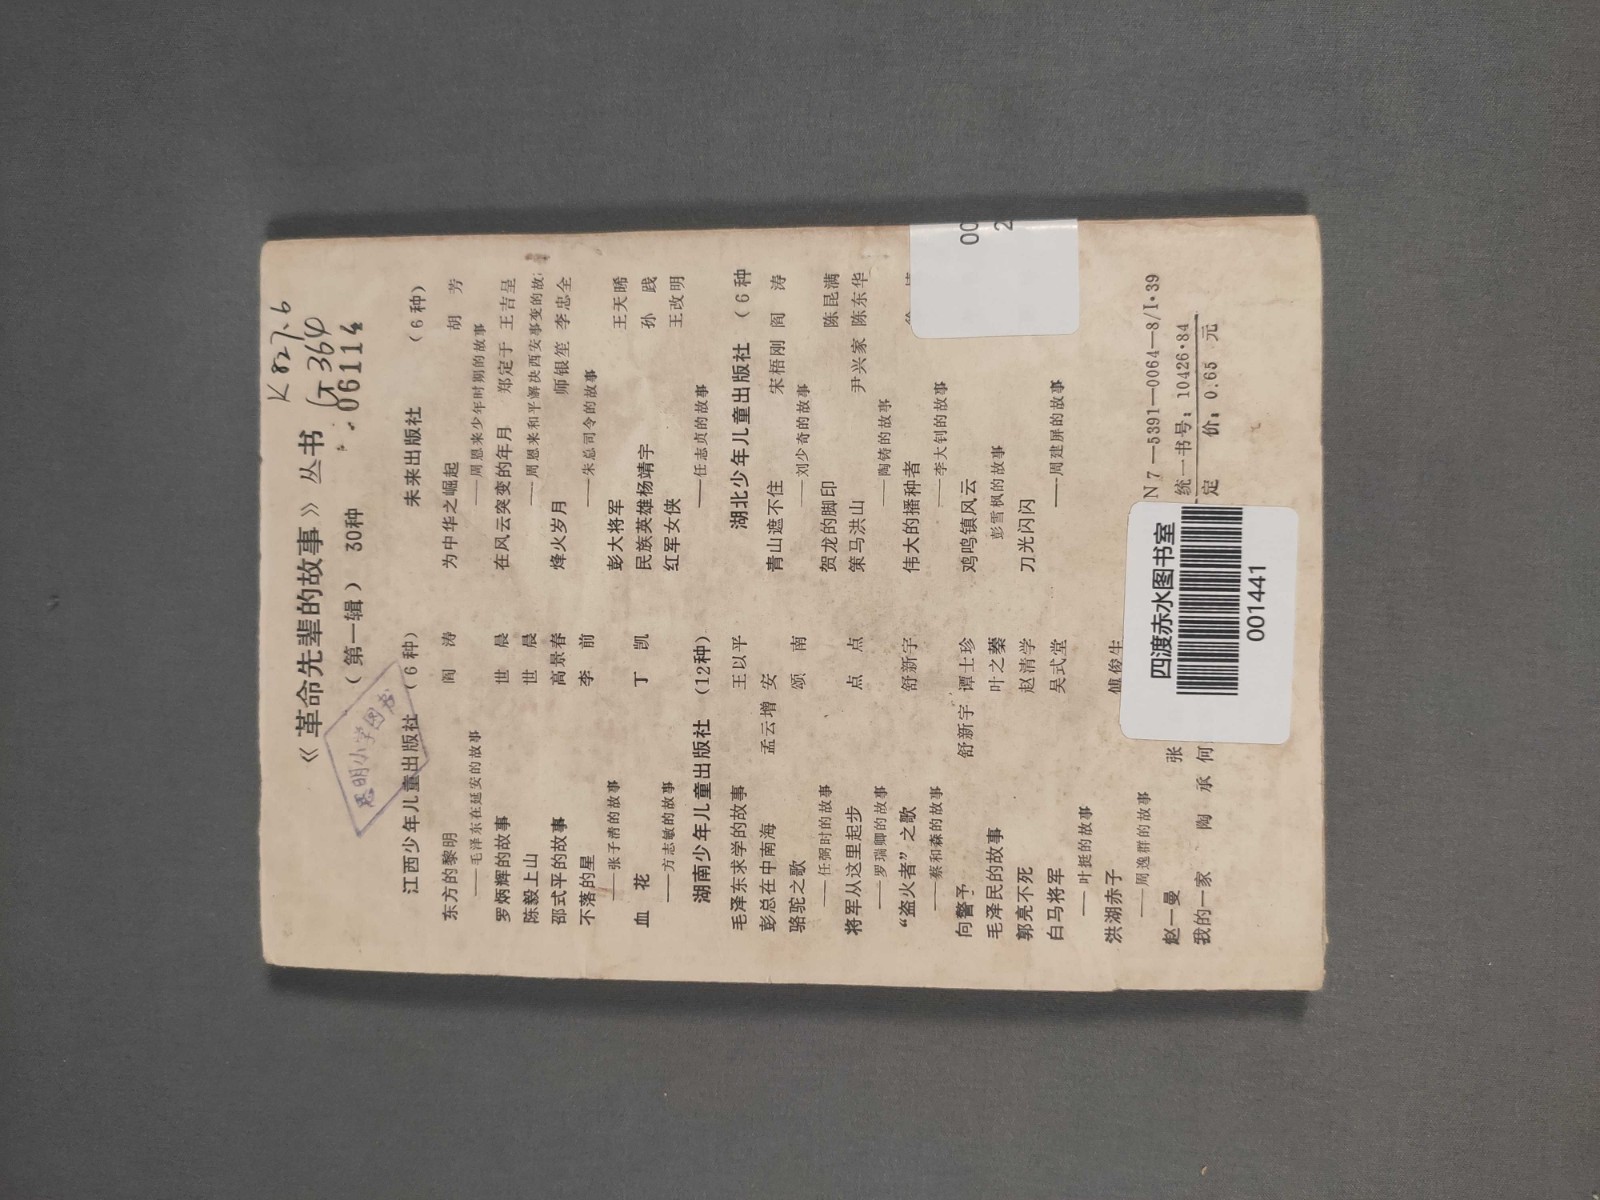 K 827.6
364
06114
《革命先辈的故事》丛书
（第一辑） 30种
思明小学图书
江西少年儿童出版社（6种）
东方的黎明 阎涛
——毛泽东在延安的故事
罗炳辉的故事 世晨
陈毅上山 世晨
邵式平的故事 高景春
不落的星 李前
——张子清的故事
血花 丁凯
——方志敏的故事
湖南少年儿童出版社（12种）
毛泽东求学的故事 王以平
彭总在中南海 孟云增 安
骆驼之歌 颂南
——任弼时的故事
将军从这里起步 点点
——罗瑞卿的故事
“盗火者”之歌 舒新宇
——蔡和森的故事
向警予 舒新宇 谭士珍
毛泽民的故事 叶之蓁
郭亮不死 赵清学
白马将军 吴式堂
——叶挺的故事
洪湖赤子 傅俊生
——周逸群的故事
赵一曼 张
我的一家 陶承 何
未来出版社 （6种）
为中华之崛起 胡芳
——周恩来少年时期的故事
在风云突变的年月 郑定于 王吉呈
——周恩来和平解决西安事变的故
烽火岁月 师银笙 李忠全
——朱总司令的故事
彭大将军 王天晞
民族英雄杨靖宇 孙践
红军女侠 王改明
——任志贞的故事
湖北少年儿童出版社 （6种
青山遮不住 宋梧刚 阎涛
——刘少奇的故事
贺龙的脚印 陈昆满
策马洪山 尹兴家 陈东华
——陶铸的故事
伟大的播种者
——李大钊的故事
鸡鸣镇风云
彭雪枫的故事
刀光闪闪
——周建屏的故事
N 7—5391—0064—8/I·39
统一书号：10426·84
定价：0.65 元
四渡赤水图书室
001441
00
2